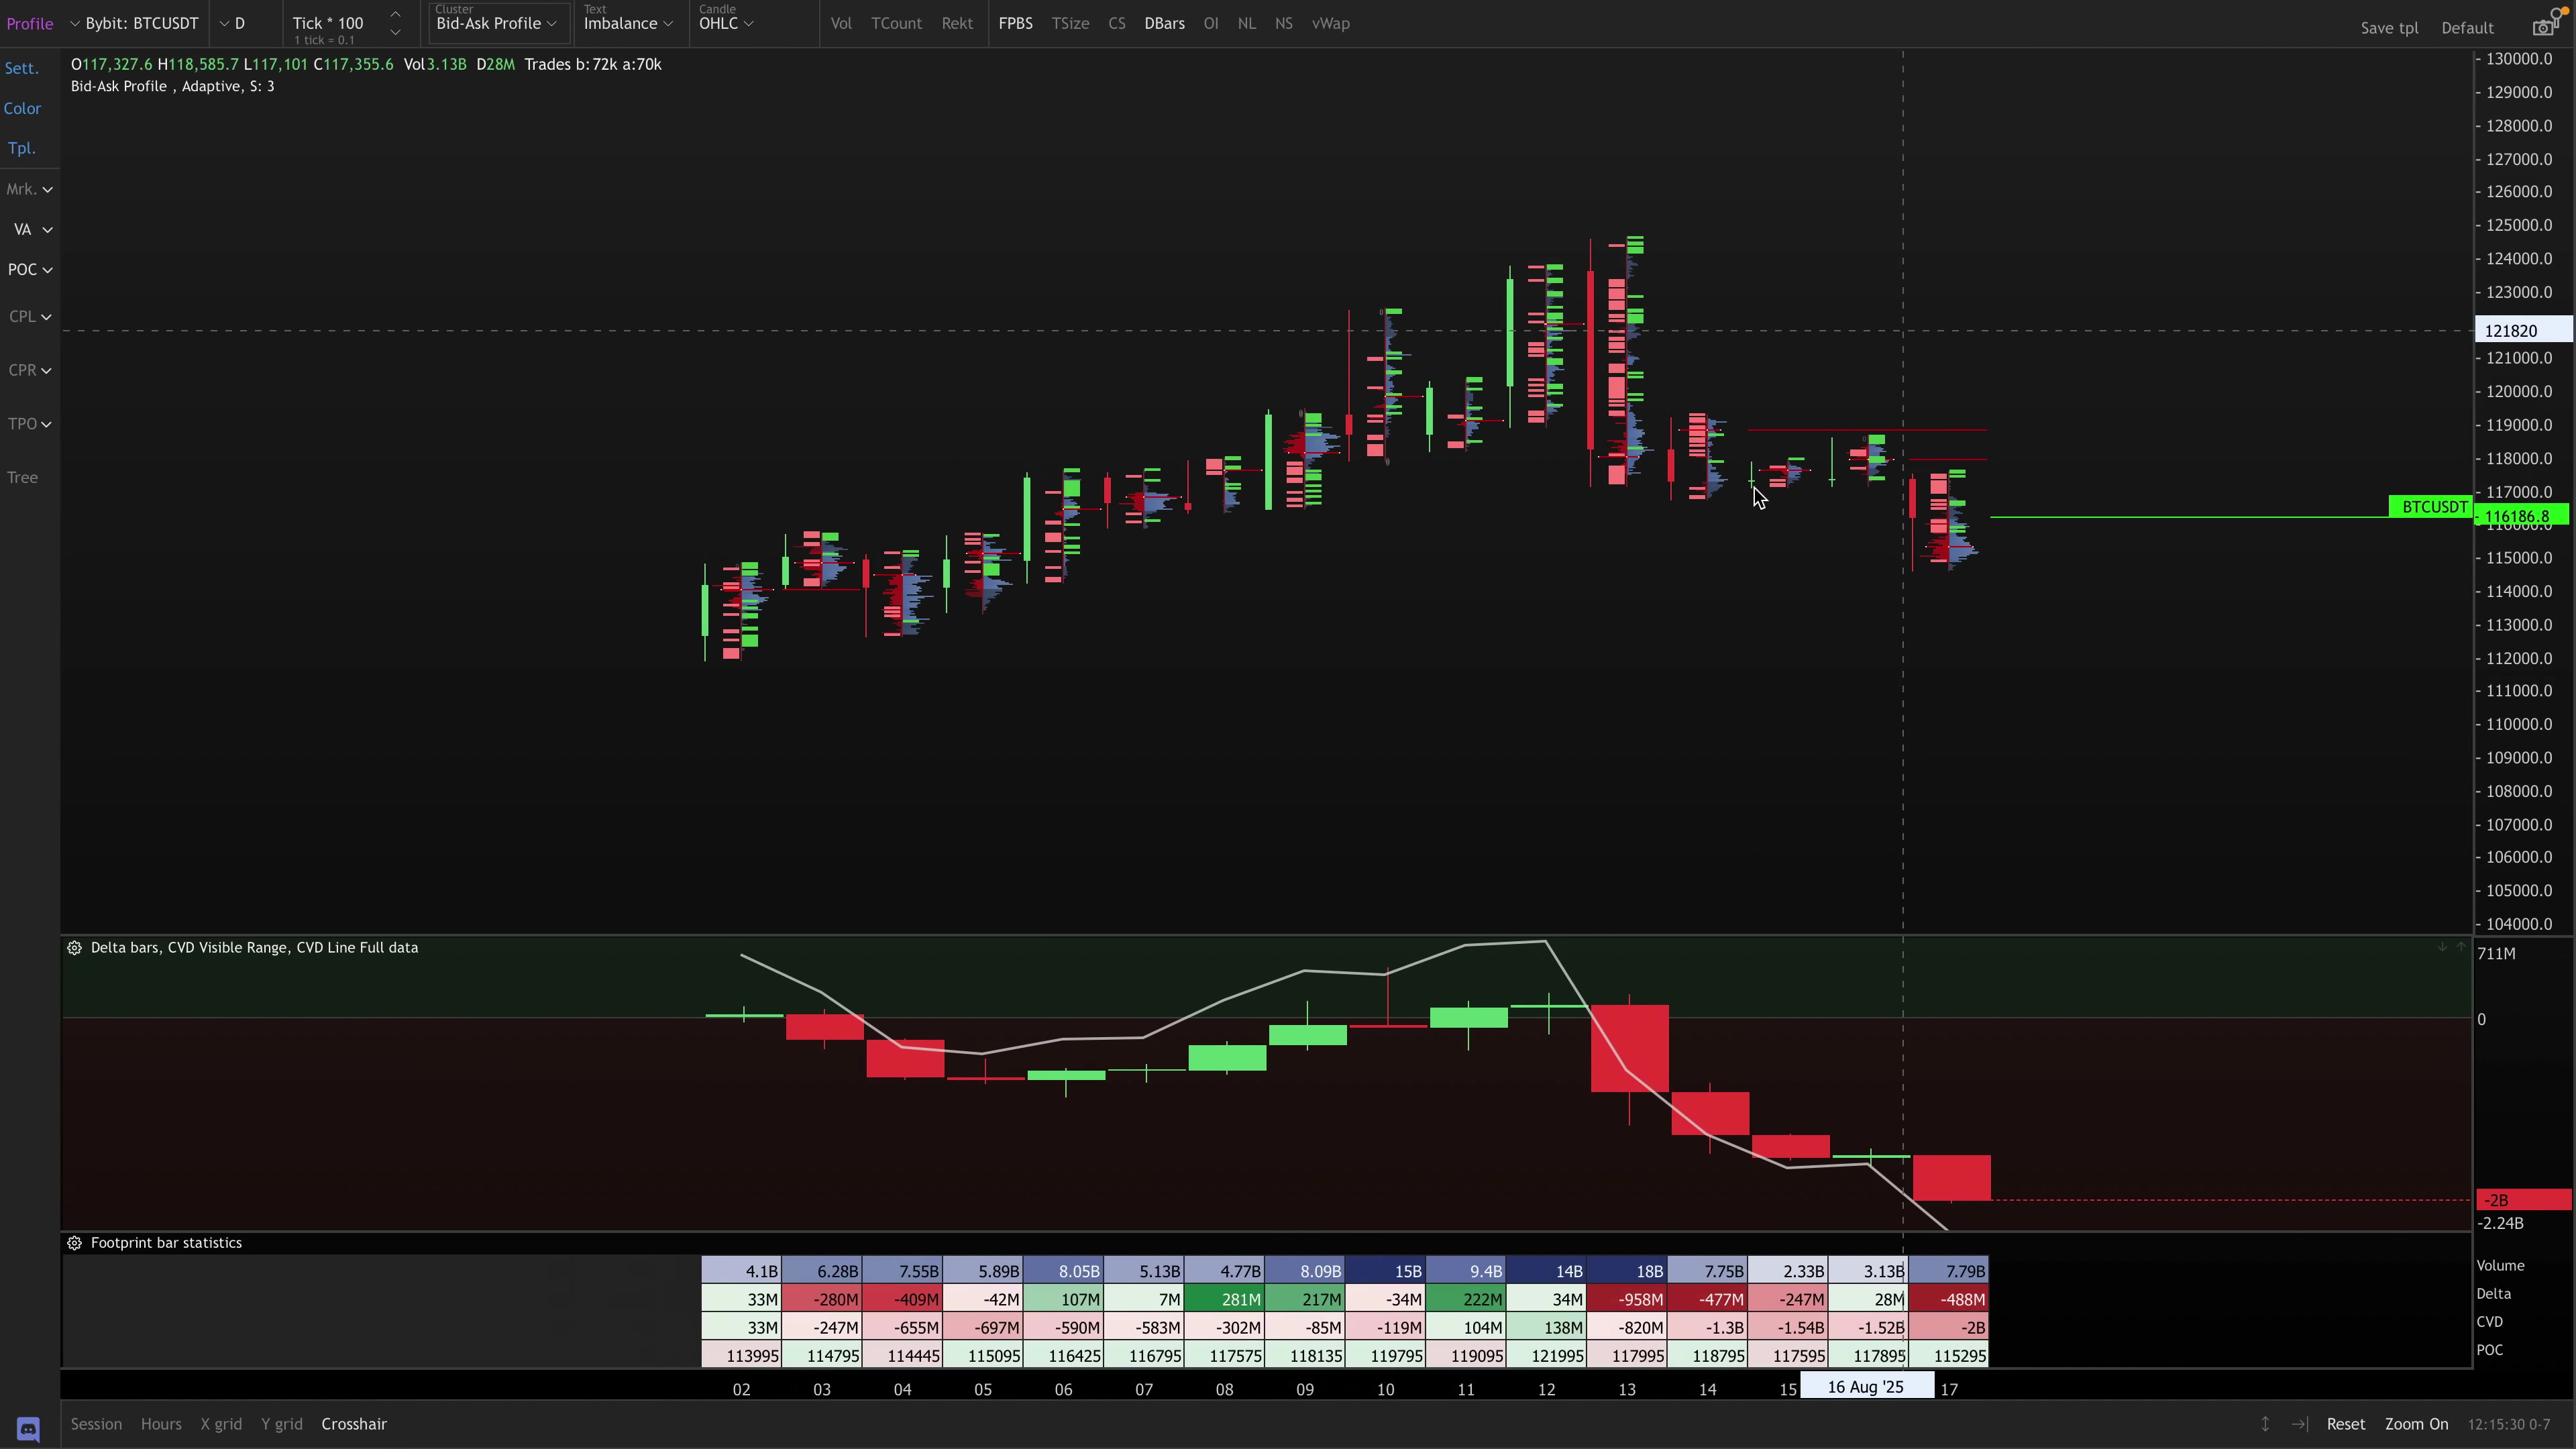 Profile
Bybit: BTCUSDT
D
Tick * 100
1 tick = 0.1
Cluster
Bid-Ask Profile
Text
Imbalance
Candle
OHLC
Vol
TCount
Rekt
FPBS
TSize
CS
DBars
OI
NL
NS
vWap
Save tpl
Default
Sett.
Color
Tpl.
Mrk.
VA
POC
CPL
CPR
TPO
Tree
O117,327.6 H118,585.7 L117,101 C117,355.6 Vol3.13B D28M Trades b:72k a:70k
Bid-Ask Profile , Adaptive, S: 3
130000.0
129000.0
128000.0
127000.0
126000.0
125000.0
124000.0
123000.0
121820
121000.0
120000.0
119000.0
118000.0
117000.0
BTCUSDT
116186.8
115000.0
114000.0
113000.0
112000.0
111000.0
110000.0
109000.0
108000.0
107000.0
106000.0
105000.0
104000.0
Delta bars, CVD Visible Range, CVD Line Full data
711M
0
-2B
-2.24B
Footprint bar statistics
4.1B 6.28B 7.55B 5.89B 8.05B 5.13B 4.77B 8.09B 15B 9.4B 14B 18B 7.75B 2.33B 3.13B 7.79B Volume
33M -280M -409M -42M 107M 7M 281M 217M -34M 222M 34M -958M -477M -247M 28M -488M Delta
33M -247M -655M -697M -590M -583M -302M -85M -119M 104M 138M -820M -1.3B -1.54B -1.52B -2B CVD
113995 114795 114445 115095 116425 116795 117575 118135 119795 119095 121995 117995 118795 117595 117895 115295 POC
02 03 04 05 06 07 08 09 10 11 12 13 14 15 16 Aug '25 17
Session
Hours
X grid
Y grid
Crosshair
Reset
Zoom On
12:15:30 0-7